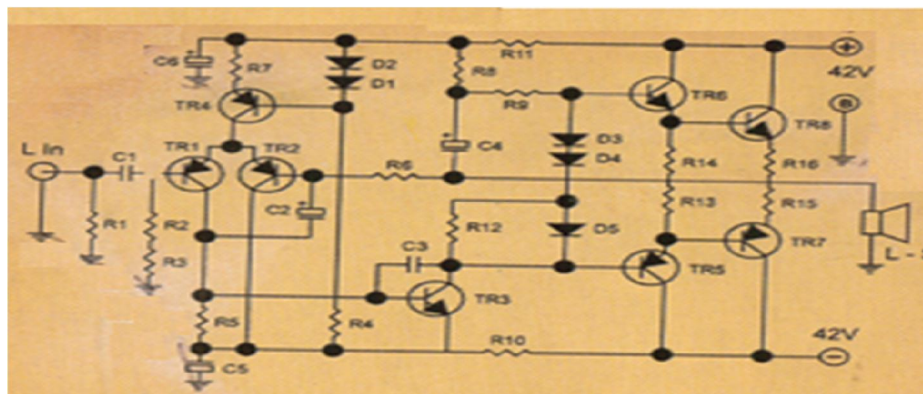 C6
R7
D2
D1
R11
R8
42V
TR4
R9
TR6
TR8
L In
C1
TR1
TR2
C4
D3
D4
R14
R16
R6
R1
R2
C2
R12
D5
R13
R15
R3
C3
TR5
TR7
L -
R5
R4
TR3
42V
R10
C5